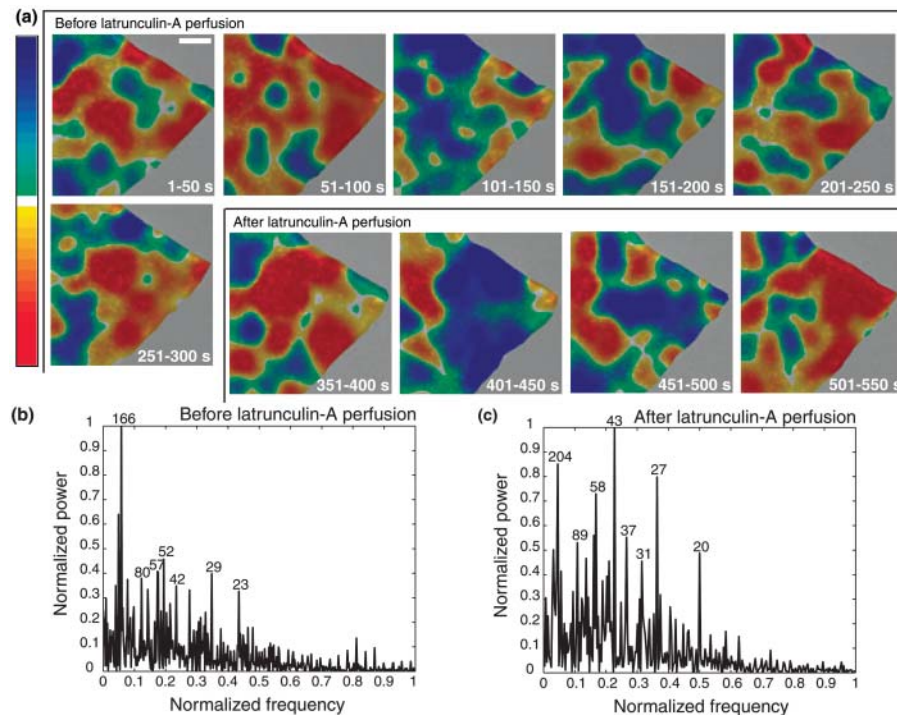 (a)
Before latrunculin-A perfusion
1-50 s
51-100 s
101-150 s
151-200 s
201-250 s
After latrunculin-A perfusion
251-300 s
351-400 s
401-450 s
451-500 s
501-550 s
(b)
Before latrunculin-A perfusion
166
80
57
52
42
29
23
1
0.9
0.8
0.7
0.6
0.5
0.4
0.3
0.2
0.1
0
Normalized power
0 0.1 0.2 0.3 0.4 0.5 0.6 0.7 0.8 0.9 1
Normalized frequency
(c)
After latrunculin-A perfusion
204
89
58
43
37
31
27
20
1
0.9
0.8
0.7
0.6
0.5
0.4
0.3
0.2
0.1
0
Normalized power
0 0.1 0.2 0.3 0.4 0.5 0.6 0.7 0.8 0.9 1
Normalized frequency